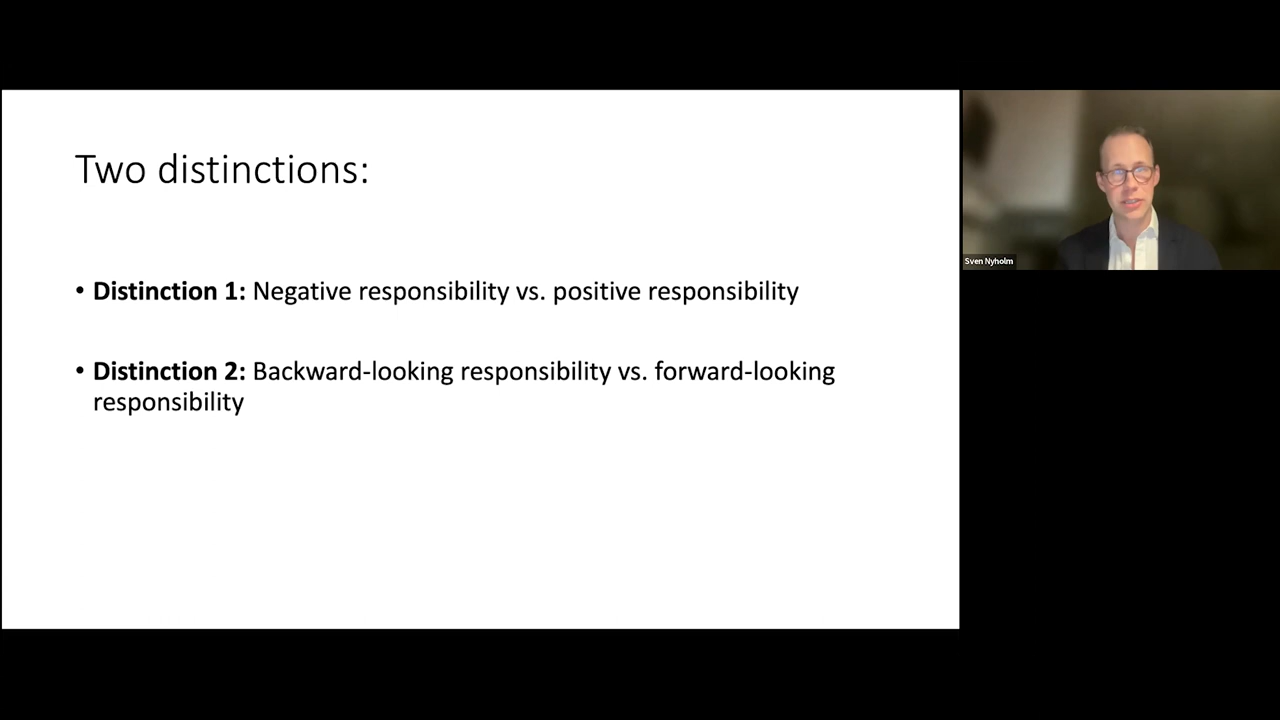 Two distinctions:
• Distinction 1: Negative responsibility vs. positive responsibility
• Distinction 2: Backward-looking responsibility vs. forward-looking
responsibility
Sven Nyholm